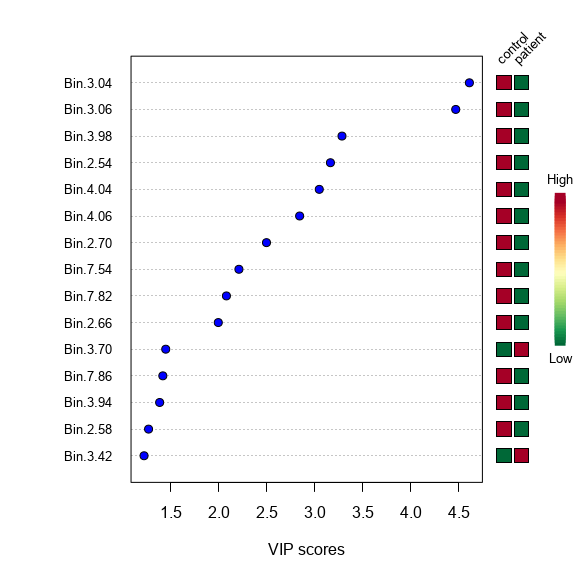 control
patient
Bin.3.04
Bin.3.06
Bin.3.98
Bin.2.54
Bin.4.04
Bin.4.06
Bin.2.70
Bin.7.54
Bin.7.82
Bin.2.66
Bin.3.70
Bin.7.86
Bin.3.94
Bin.2.58
Bin.3.42
High
Low
1.5 2.0 2.5 3.0 3.5 4.0 4.5
VIP scores